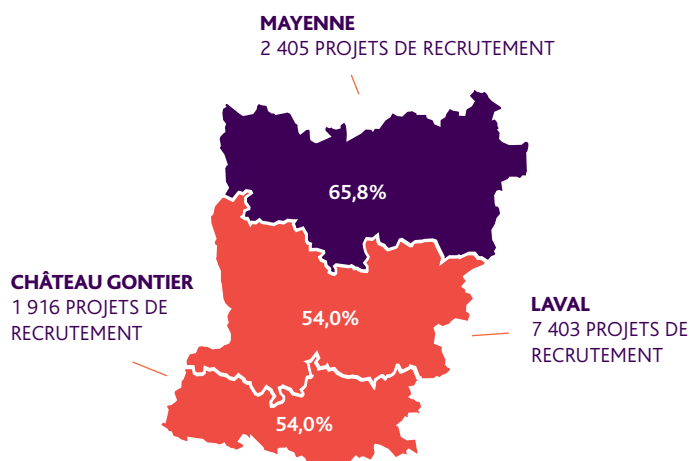 MAYENNE
2 405 PROJETS DE RECRUTEMENT
65,8%
CHÂTEAU GONTIER
1 916 PROJETS DE
RECRUTEMENT
54,0%
LAVAL
7 403 PROJETS DE
RECRUTEMENT
54,0%